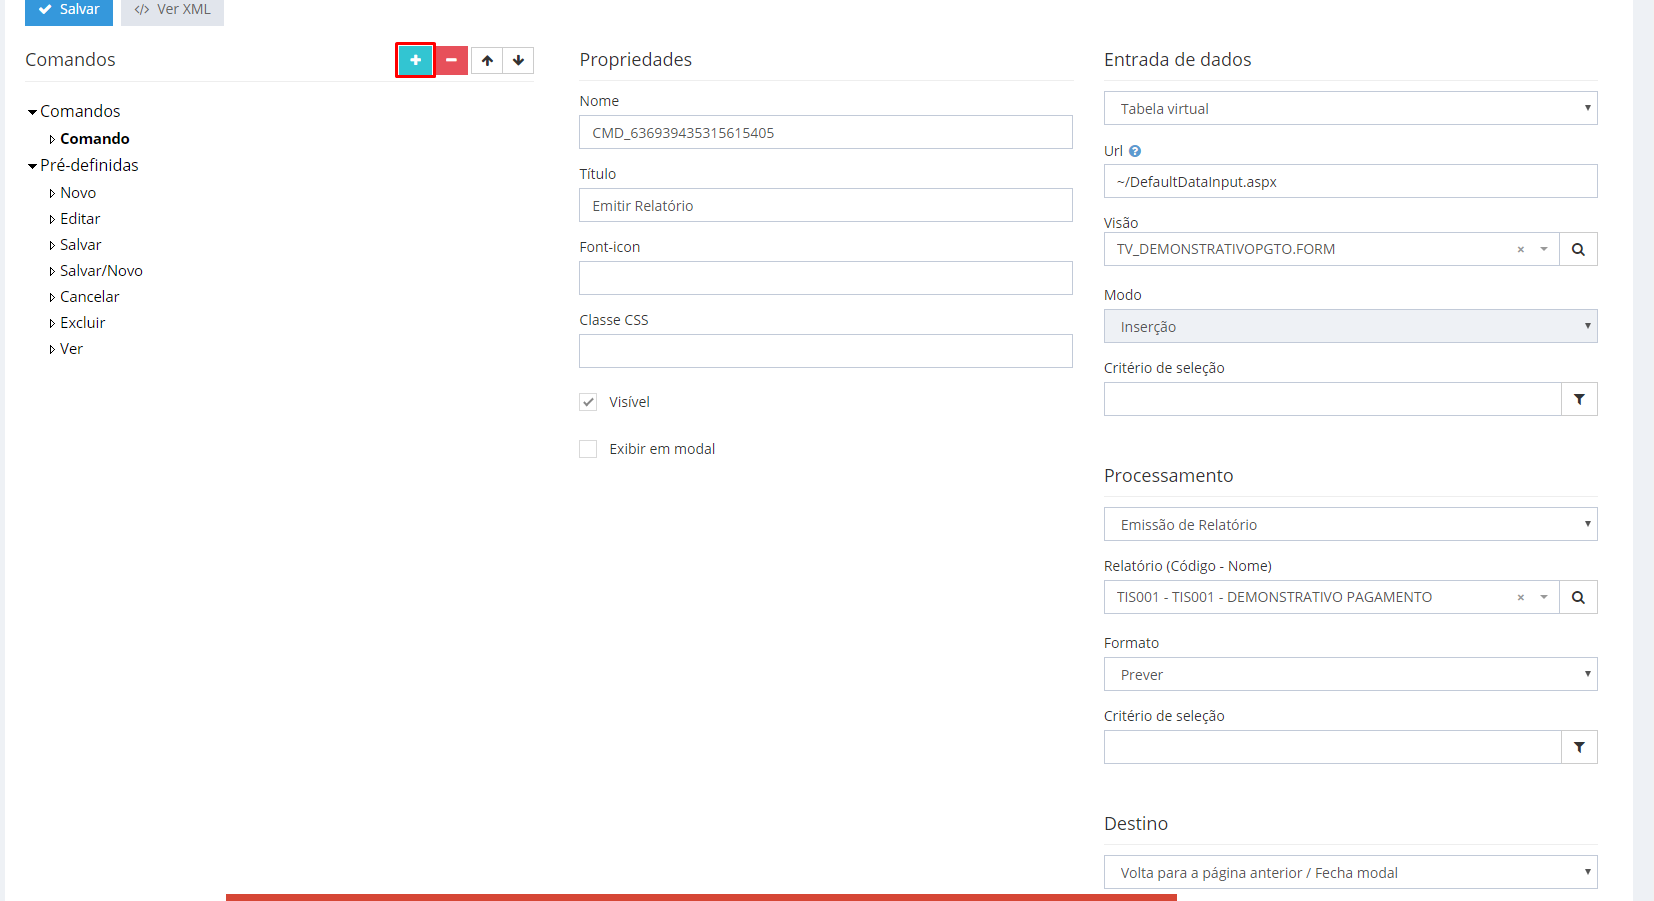 Salvar
Ver XML
Comandos
Comandos
Comando
Pré-definidas
Novo
Editar
Salvar
Salvar/Novo
Cancelar
Excluir
Ver
Propriedades
Nome
CMD_636939435315615405
Título
Emitir Relatório
Font-icon
Classe CSS
Visível
Exibir em modal
Entrada de dados
Tabela virtual
Url
~/DefaultDataInput.aspx
Visão
TV_DEMONSTRATIVOPGTO.FORM
Modo
Inserção
Critério de seleção
Processamento
Emissão de Relatório
Relatório (Código - Nome)
TIS001 - TIS001 - DEMONSTRATIVO PAGAMENTO
Formato
Prever
Critério de seleção
Destino
Volta para a página anterior / Fecha modal